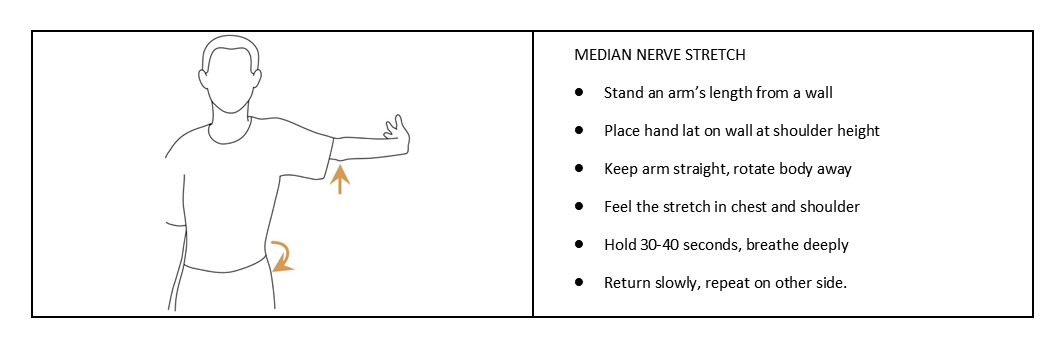 MEDIAN NERVE STRETCH
● Stand an arm’s length from a wall
● Place hand lat on wall at shoulder height
● Keep arm straight, rotate body away
● Feel the stretch in chest and shoulder
● Hold 30-40 seconds, breathe deeply
● Return slowly, repeat on other side.